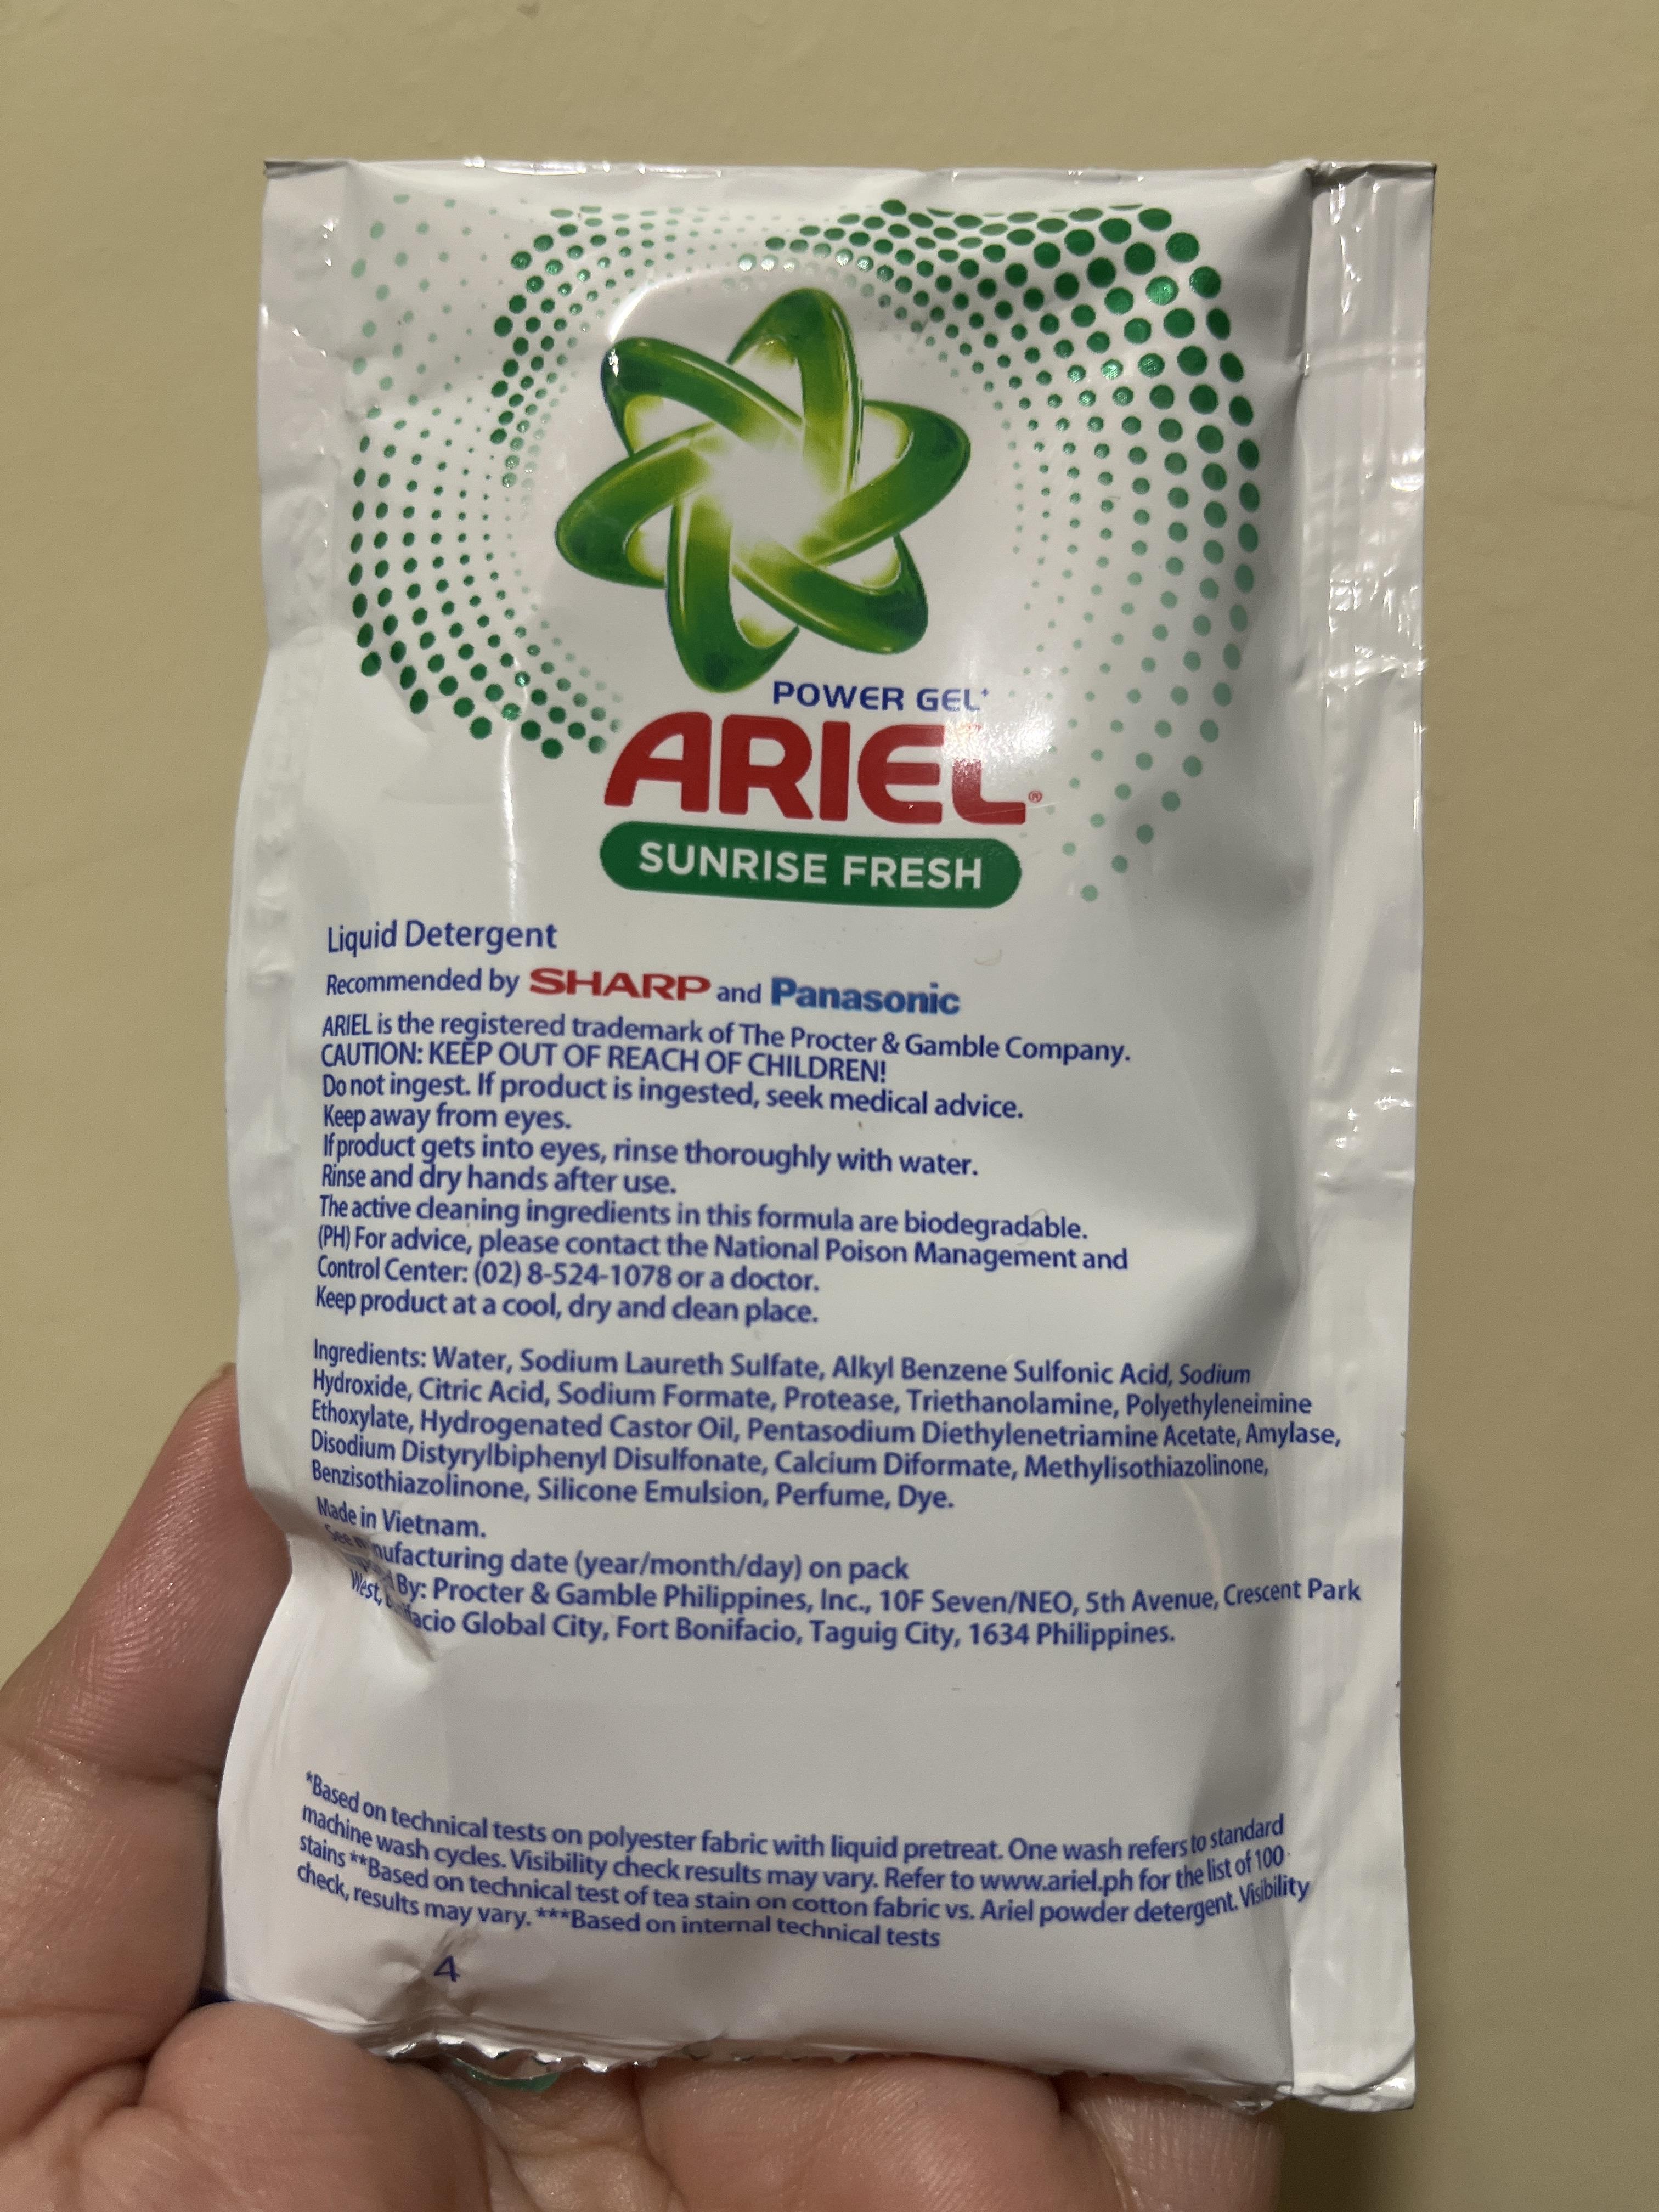 POWER GEL+
ARIEL®
SUNRISE FRESH
Liquid Detergent
Recommended by SHARP and Panasonic
ARIEL is the registered trademark of The Procter & Gamble Company.
CAUTION: KEEP OUT OF REACH OF CHILDREN!
Do not ingest. If product is ingested, seek medical advice.
Keep away from eyes.
If product gets into eyes, rinse thoroughly with water.
Rinse and dry hands after use.
The active cleaning ingredients in this formula are biodegradable.
(PH) For advice, please contact the National Poison Management and
Control Center: (02) 8-524-1078 or a doctor.
Keep product at a cool, dry and clean place.
Ingredients: Water, Sodium Laureth Sulfate, Alkyl Benzene Sulfonic Acid, Sodium
Hydroxide, Citric Acid, Sodium Formate, Protease, Triethanolamine, Polyethyleneimine
Ethoxylate, Hydrogenated Castor Oil, Pentasodium Diethylenetriamine Acetate, Amylase,
Disodium Distyrylbiphenyl Disulfonate, Calcium Diformate, Methylisothiazolinone,
Benzisothiazolinone, Silicone Emulsion, Perfume, Dye.
Made in Vietnam.
See manufacturing date (year/month/day) on pack
By: Procter & Gamble Philippines, Inc., 10F Seven/NEO, 5th Avenue, Crescent Park
West, Bonifacio Global City, Fort Bonifacio, Taguig City, 1634 Philippines.
*Based on technical tests on polyester fabric with liquid pretreat. One wash refers to standard
machine wash cycles. Visibility check results may vary. Refer to www.ariel.ph for the list of 100
stains **Based on technical test of tea stain on cotton fabric vs. Ariel powder detergent. Visibility
check, results may vary. ***Based on internal technical tests
4